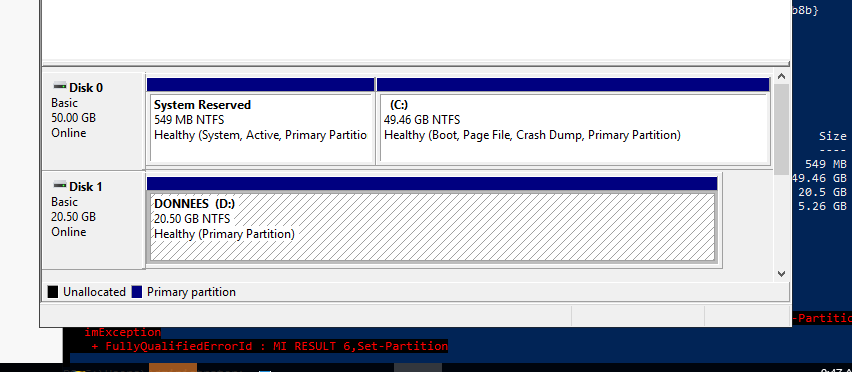 b8b}
Disk 0
Basic
50.00 GB
Online
System Reserved
549 MB NTFS
Healthy (System, Active, Primary Partitio
(C:)
49.46 GB NTFS
Healthy (Boot, Page File, Crash Dump, Primary Partition)
Size
----
549 MB
49.46 GB
20.5 GB
5.26 GB
Disk 1
Basic
20.50 GB
Online
DONNEES (D:)
20.50 GB NTFS
Healthy (Primary Partition)
Unallocated
Primary partition
-Partitio
imException
+ FullyQualifiedErrorId : MI RESULT 6,Set-Partition